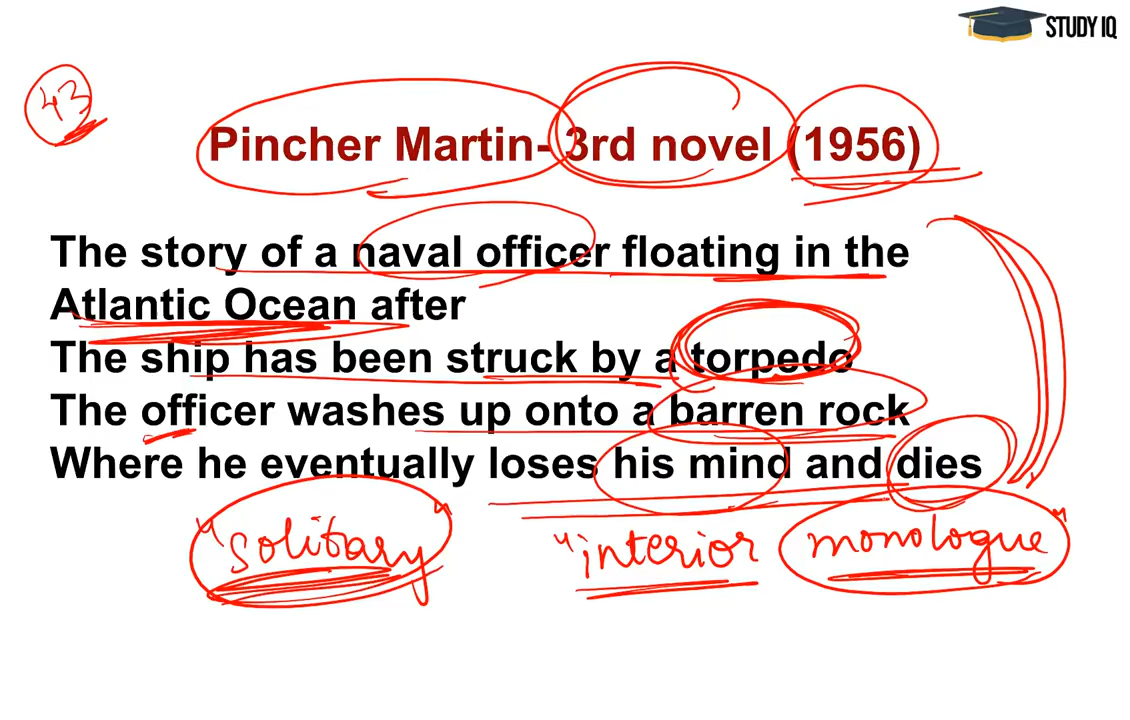 STUDY IQ
43
Pincher Martin- 3rd novel (1956)
The story of a naval officer floating in the
Atlantic Ocean after
The ship has been struck by a torpedo
The officer washes up onto a barren rock
Where he eventually loses his mind and dies
"solitary" "interior monologue"